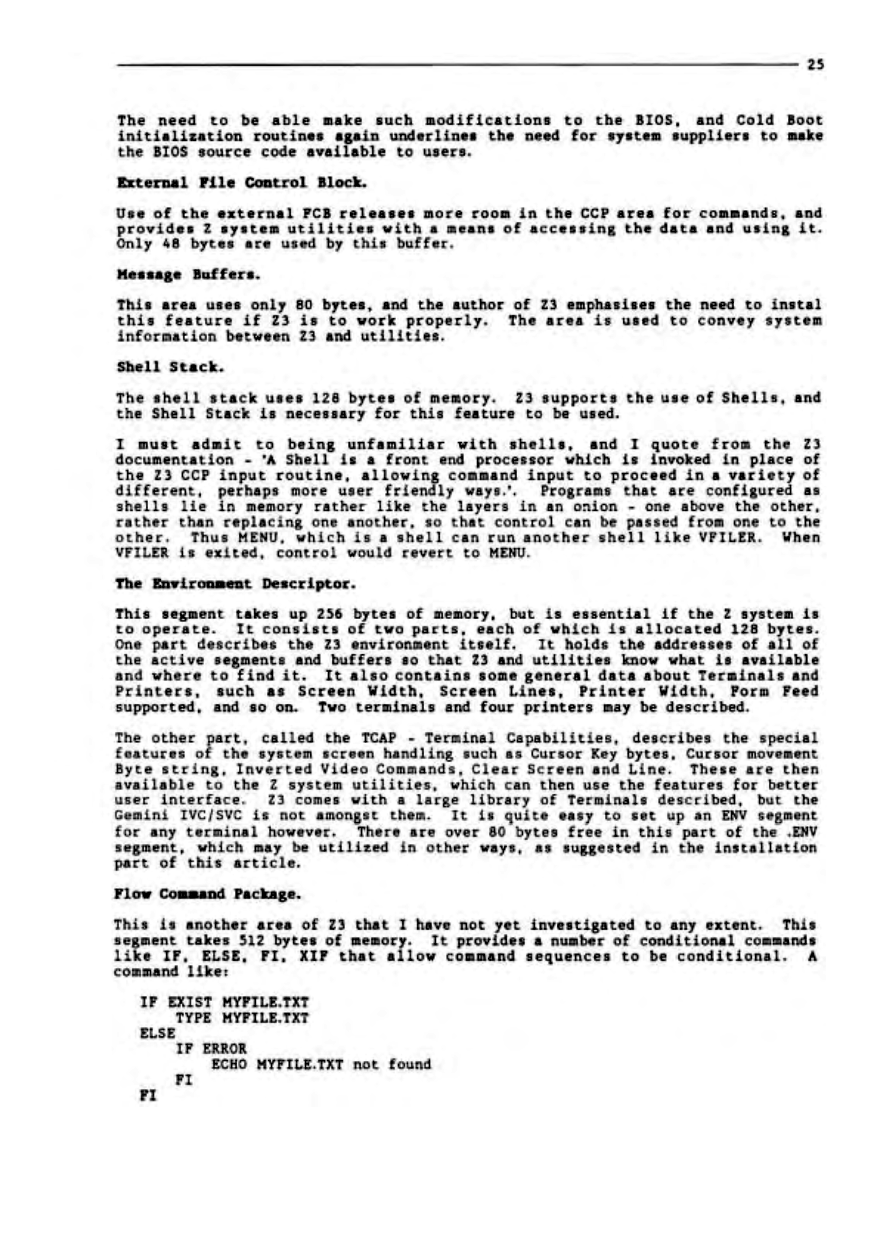 25
The need to be able make such modifications to the BIOS, and Cold Boot
initialization routines again underlines the need for system suppliers to make
the BIOS source code available to users.
External File Control Block.
Use of the external FCB releases more room in the CCP area for commands, and
provides Z system utilities with a means of accessing the data and using it.
Only 48 bytes are used by this buffer.
Message Buffers.
This area uses only 80 bytes, and the author of Z3 emphasises the need to instal
this feature if Z3 is to work properly. The area is used to convey system
information between Z3 and utilities.
Shell Stack.
The shell stack uses 128 bytes of memory. Z3 supports the use of Shells, and
the Shell Stack is necessary for this feature to be used.
I must admit to being unfamiliar with shells, and I quote from the Z3
documentation - 'A Shell is a front end processor which is invoked in place of
the Z3 CCP input routine, allowing command input to proceed in a variety of
different, perhaps more user friendly ways.'. Programs that are configured as
shells lie in memory rather like the layers in an onion - one above the other,
rather than replacing one another, so that control can be passed from one to the
other. Thus MENU, which is a shell can run another shell like VFILER. When
VFILER is exited, control would revert to MENU.
The Environment Descriptor.
This segment takes up 256 bytes of memory, but is essential if the Z system is
to operate. It consists of two parts, each of which is allocated 128 bytes.
One part describes the Z3 environment itself. It holds the addresses of all of
the active segments and buffers so that Z3 and utilities know what is available
and where to find it. It also contains some general data about Terminals and
Printers, such as Screen Width, Screen Lines, Printer Width, Form Feed
supported, and so on. Two terminals and four printers may be described.
The other part, called the TCAP - Terminal Capabilities, describes the special
features of the system screen handling such as Cursor Key bytes, Cursor movement
Byte string, Inverted Video Commands, Clear Screen and Line. These are then
available to the Z system utilities, which can then use the features for better
user interface. Z3 comes with a large library of Terminals described, but the
Gemini IVC/SVC is not amongst them. It is quite easy to set up an ENV segment
for any terminal however. There are over 80 bytes free in this part of the .ENV
segment, which may be utilized in other ways, as suggested in the installation
part of this article.
Flow Command Package.
This is another area of Z3 that I have not yet investigated to any extent. This
segment takes 512 bytes of memory. It provides a number of conditional commands
like IF, ELSE, FI, XIF that allow command sequences to be conditional. A
command like:
IF EXIST MYFILE.TXT
TYPE MYFILE.TXT
ELSE
IF ERROR
ECHO MYFILE.TXT not found
FI
FI